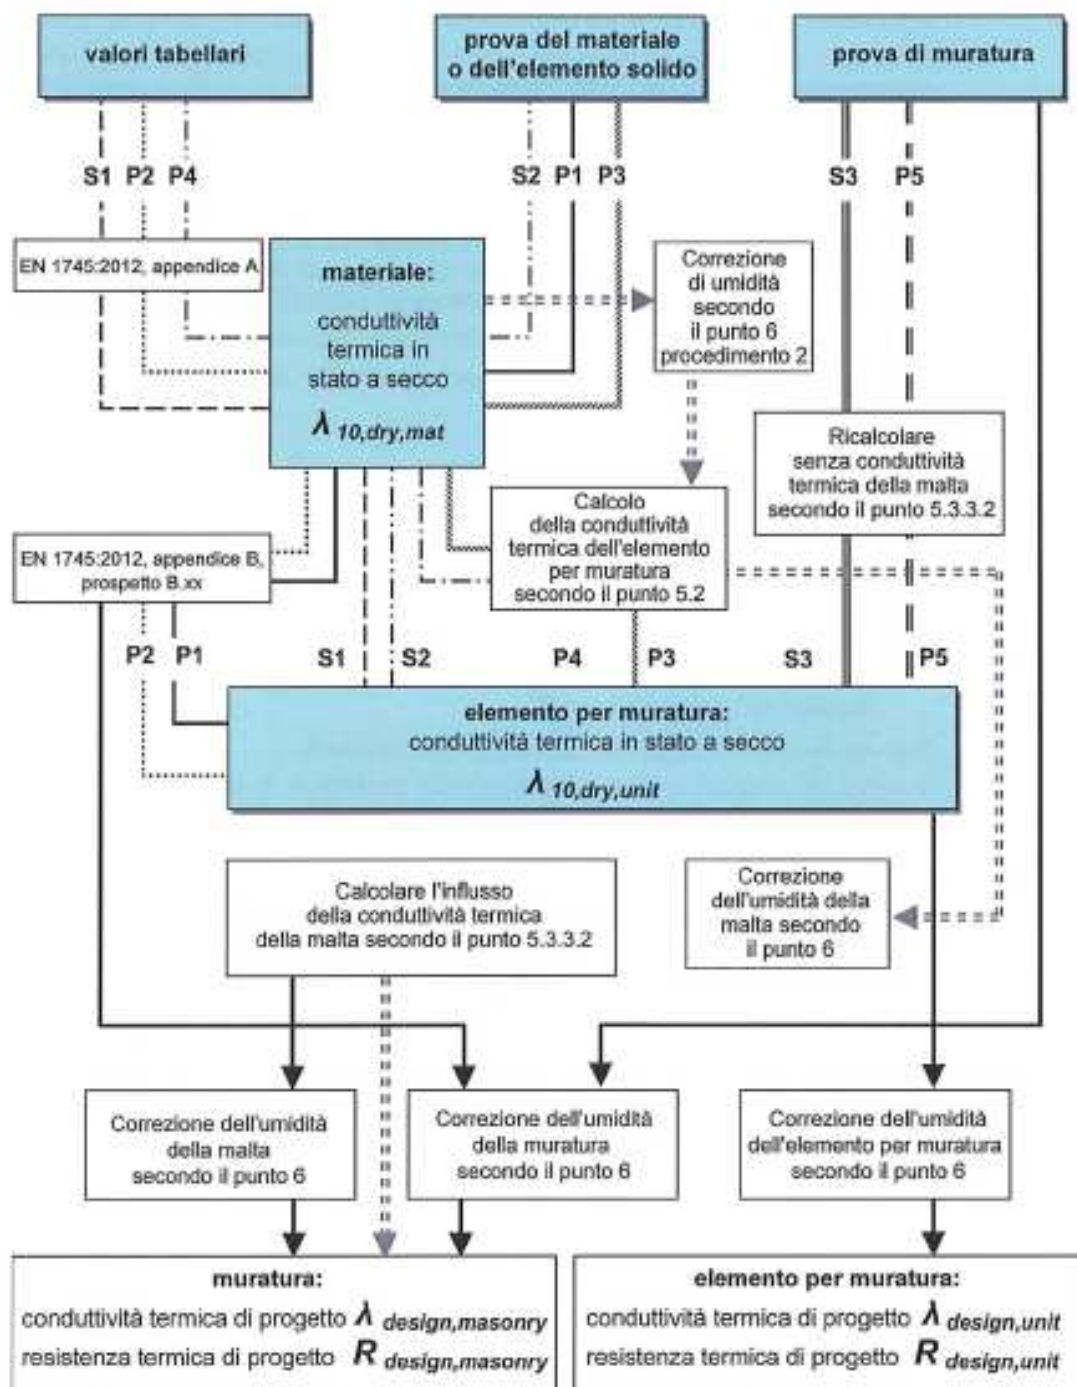 valori tabellari
prova del materiale
o dell'elemento solido
prova di muratura
S1 P2 P4
S2 P1 P3
S3 P5
EN 1745:2012, appendice A
materiale:
conduttività
termica in
stato a secco
λ 10,dry,mat
Correzione
di umidità
secondo
il punto 6
procedimento 2
Ricalcolare
senza conduttività
termica della malta
secondo il punto 5.3.3.2
Calcolo
della conduttività
termica dell'elemento
per muratura
secondo il punto 5.2
EN 1745:2012, appendice B,
prospetto B.xx
P2 P1
S1 S2
P4 P3
S3 P5
elemento per muratura:
conduttività termica in stato a secco
λ 10,dry,unit
Calcolare l'influsso
della conduttività termica
della malta secondo il punto 5.3.3.2
Correzione
dell'umidità della
malta secondo
il punto 6
Correzione dell'umidità
della malta
secondo il punto 6
Correzione dell'umidità
della muratura
secondo il punto 6
Correzione dell'umidità
dell'elemento per muratura
secondo il punto 6
muratura:
conduttività termica di progetto λ design,masonry
resistenza termica di progetto R design,masonry
elemento per muratura:
conduttività termica di progetto λ design,unit
resistenza termica di progetto R design,unit